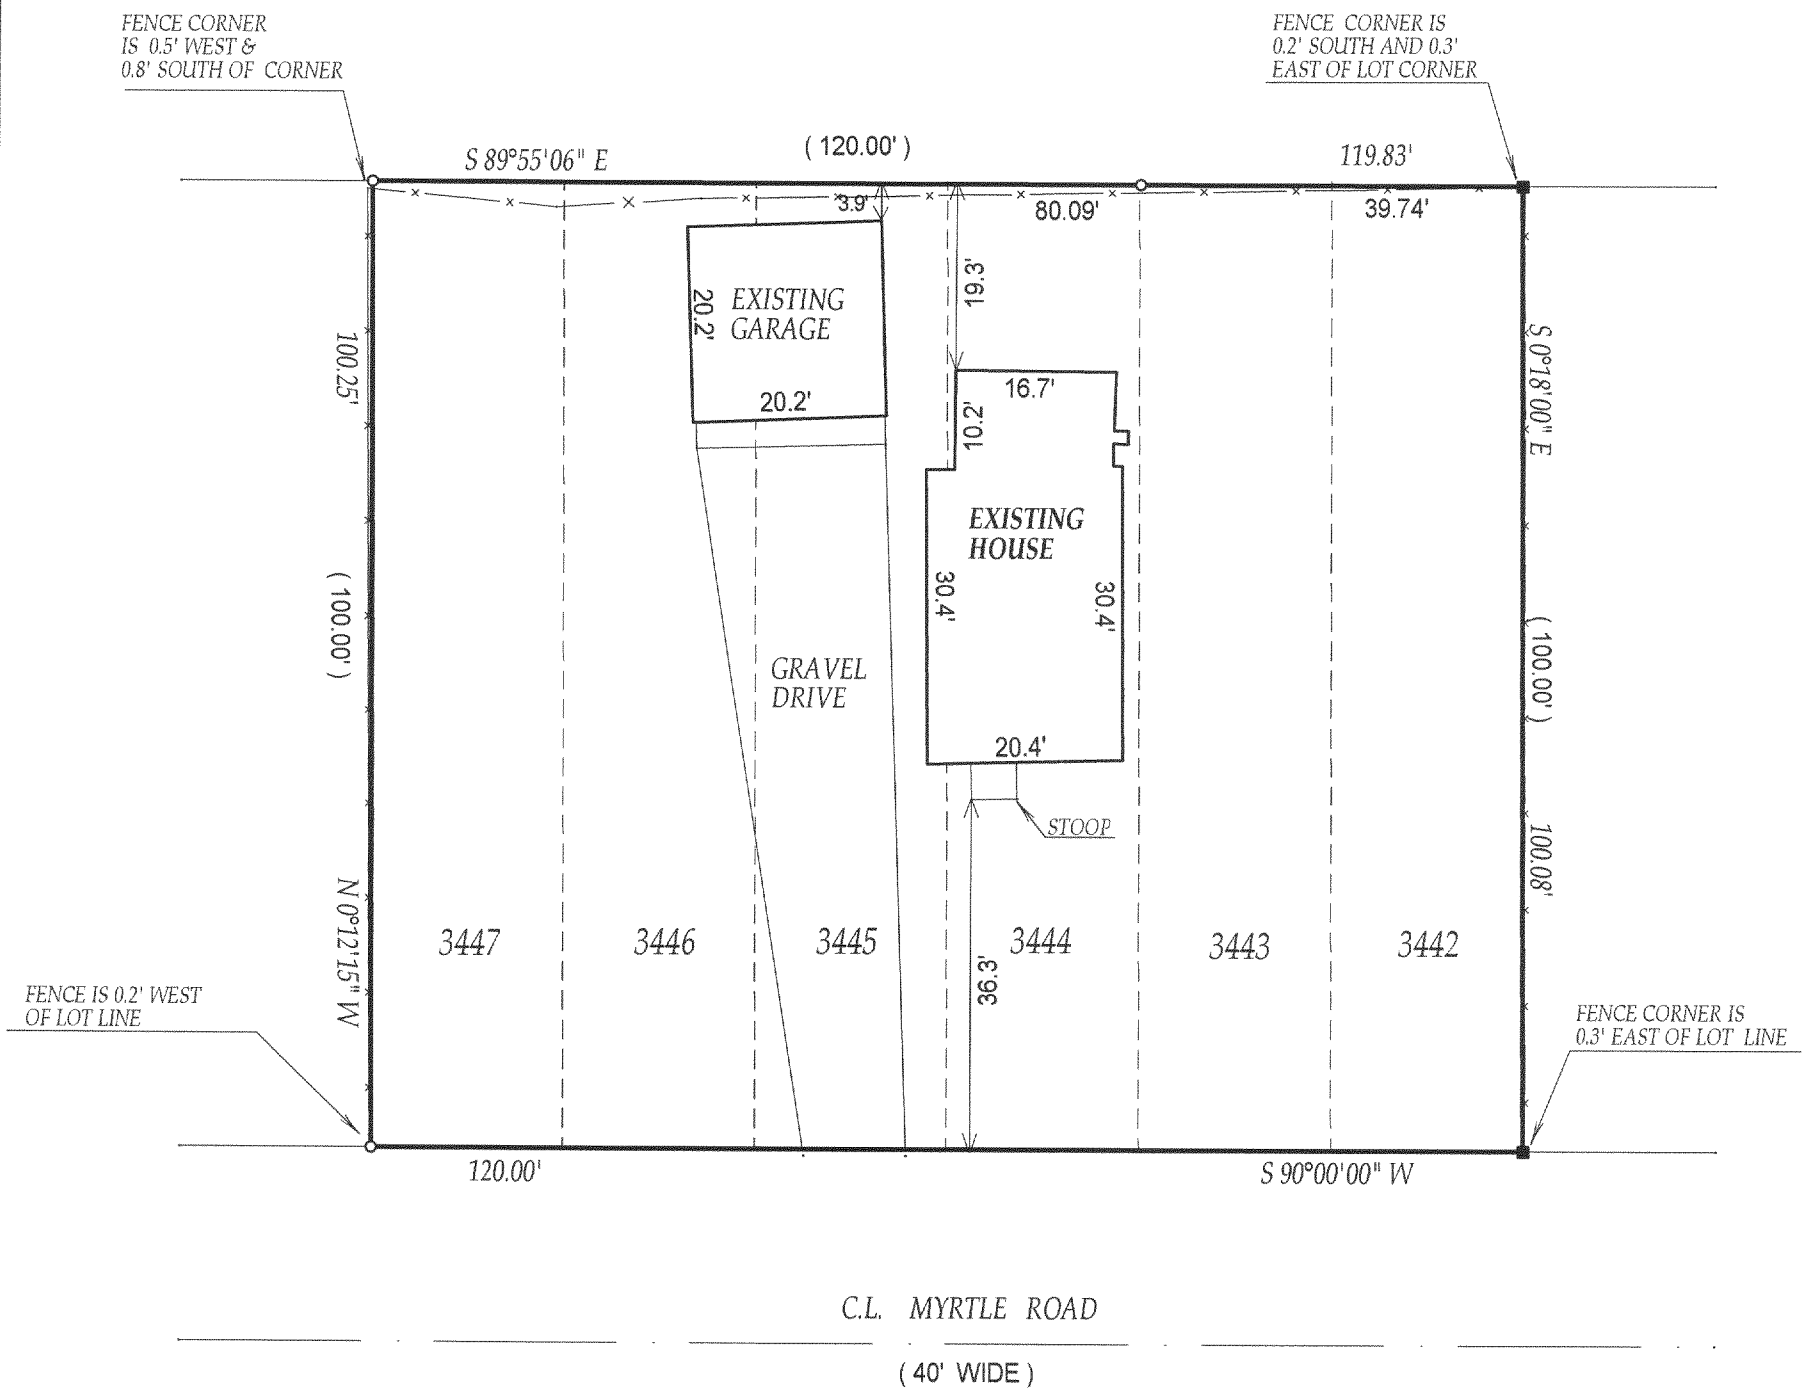 FENCE CORNER
IS 0.5' WEST &
0.8' SOUTH OF CORNER
FENCE CORNER IS
0.2' SOUTH AND 0.3'
EAST OF LOT CORNER
S 89°55'06" E
( 120.00' )
119.83'
3.9'
80.09'
39.74'
19.3'
20.2'
EXISTING
GARAGE
20.2'
16.7'
10.2'
100.25'
S 0°18'00" E
EXISTING
HOUSE
30.4'
30.4'
( 100.00' )
( 100.00' )
GRAVEL
DRIVE
20.4'
STOOP
100.08'
N 0°12'15" W
3447
3446
3445
3444
3443
3442
36.3'
FENCE IS 0.2' WEST
OF LOT LINE
FENCE CORNER IS
0.3' EAST OF LOT LINE
120.00'
S 90°00'00" W
C.L. MYRTLE ROAD
( 40' WIDE )